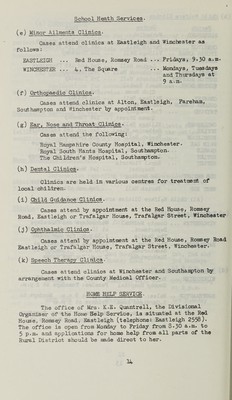 School Heath Services.
(e) Minor Ailments Clinics.
Cases attend clinics at Eastleigh and Winchester as
follows:
EASTLEIGH ... Red House, Romsey Road ... Fridays, 9.30 a.m.
WINCHESTER ... 4, The Square ... Mondays, Tuesdays
and Thursdays at
9 a.m.
(f) Orthopaedic Clinics.
Cases attend clinics at Alton, Eastleigh, Fareham,
Southampton and Winchester by appointment.
(g) Ear, Nose and Throat Clinics.
Cases attend the following:
Royal Hampshire County Hospital, Winchester.
Royal South Hants Hospital, Southampton.
The Children's Hospital, Southampton.
(h) Dental Clinics.
Clinics are held in various centres for treatment of
local children.
(i) Child Guidance Clinics.
Cases attend by appointment at the Red House, Romsey
Road, Eastleigh or Trafalgar House, Trafalgar Street, Winchester
(j) Ophthalmic Clinics.
Cases attend by appointment at the Red House, Romsey Road
Eastleigh or Trafalgar House, Trafalgar Street, Winchester.
(k) Speech Therapy Clinics.
Cases attend clinics at Winchester and Southampton by
arrangement with the County Medical Officer.
HOME HELP SERVICE.
The office of Mrs. K.E. Quantrell, the Divisional
Organiser of the Home Help Service, is situated at the Red
House, Romsey Road, Eastleigh (telephone: Eastleigh 2558).
The office is open from Monday to Friday from 8.30 a.m. to
5 p.m. and applications for home help from all parts of the
Rural District should be made direct to her.
34